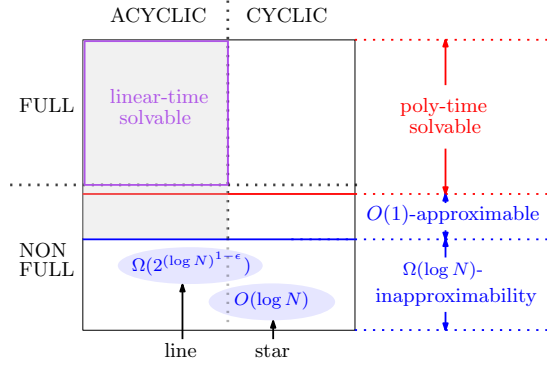 ACYCLIC CYCLIC
FULL
linear-time
solvable
poly-time
solvable
O(1)-approximable
NON
FULL
Ω(2^{(log N)^{1−ϵ}})
O(log N)
Ω(log N)-
inapproximability
line
star